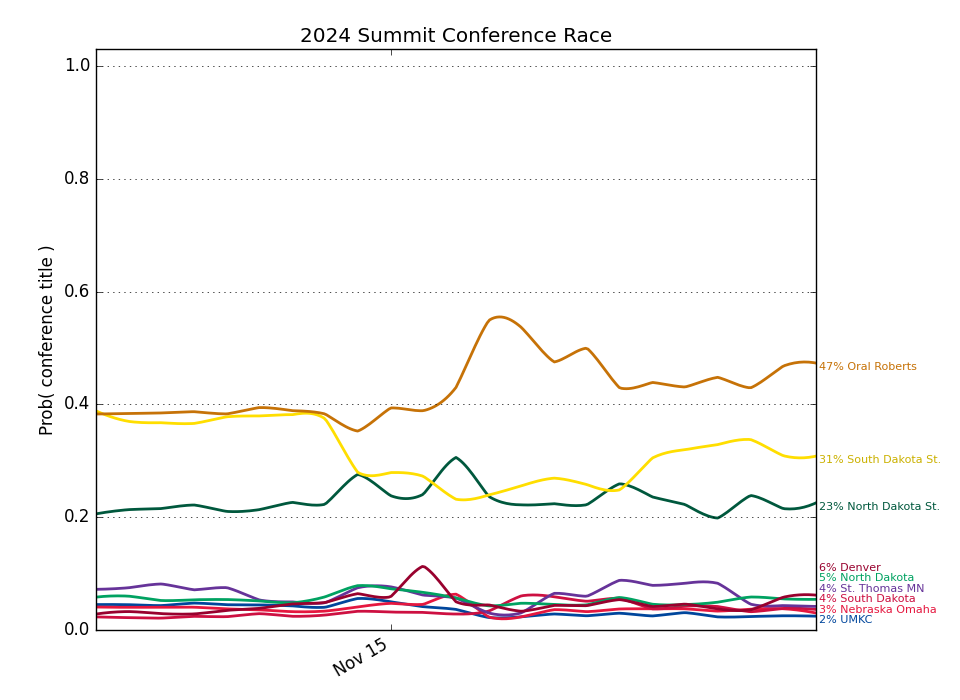 2024 Summit Conference Race
1.0
0.8
0.6
0.4
0.2
0.0
Prob( conference title )
Nov 15
47% Oral Roberts
31% South Dakota St.
23% North Dakota St.
6% Denver
5% North Dakota
4% St. Thomas MN
4% South Dakota
3% Nebraska Omaha
2% UMKC